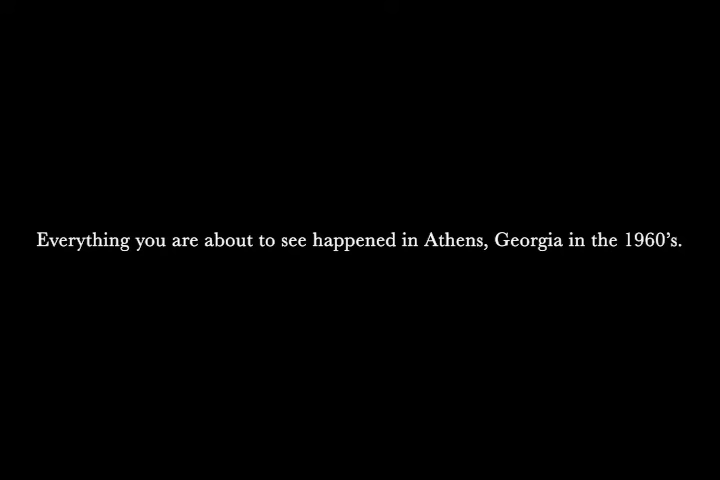 Everything you are about to see happened in Athens, Georgia in the 1960’s.